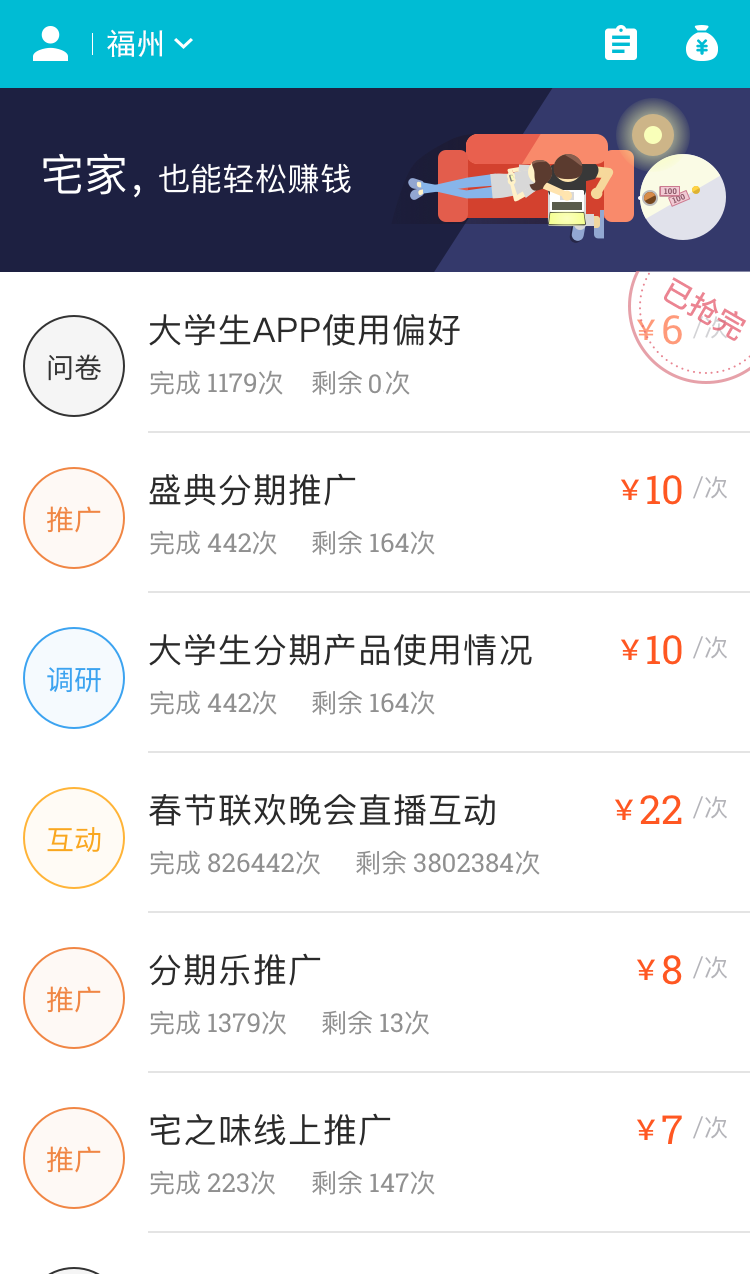 福州
宅家，也能轻松赚钱
100
100
大学生APP使用偏好
¥6 /次
已抢完
问卷
完成 1179次 剩余 0次
盛典分期推广
¥10 /次
推广
完成 442次 剩余 164次
大学生分期产品使用情况
¥10 /次
调研
完成 442次 剩余 164次
春节联欢晚会直播互动
¥22 /次
互动
完成 826442次 剩余 3802384次
分期乐推广
¥8 /次
推广
完成 1379次 剩余 13次
宅之味线上推广
¥7 /次
推广
完成 223次 剩余 147次